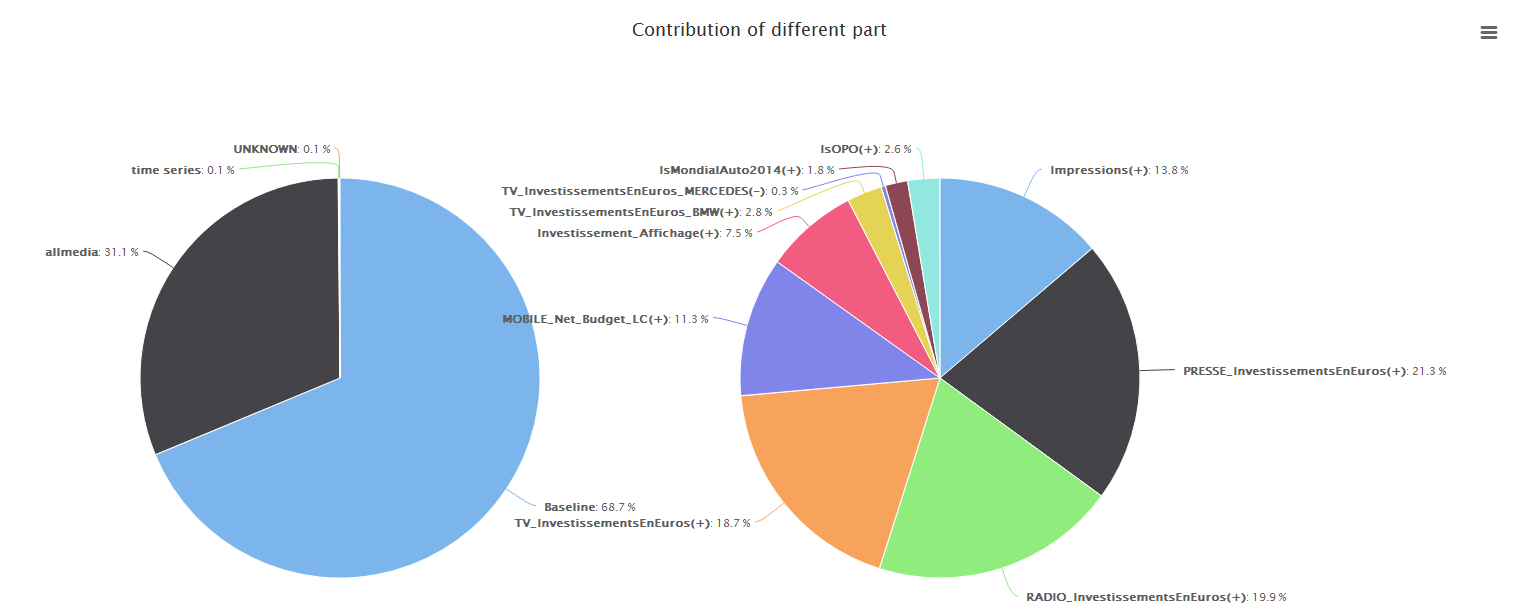 Contribution of different part
UNKNOWN: 0.1 %
time series: 0.1 %
allmedia: 31.1 %
Baseline: 68.7 %
IsOPO(+): 2.6 %
IsMondialAuto2014(+): 1.8 %
TV_InvestissementsEnEuros_MERCEDES(-): 0.3 %
TV_InvestissementsEnEuros_BMW(+): 2.8 %
Investissement_Affichage(+): 7.5 %
MOBILE_Net_Budget_LC(+): 11.3 %
TV_InvestissementsEnEuros(+): 18.7 %
Impressions(+): 13.8 %
PRESSE_InvestissementsEnEuros(+): 21.3 %
RADIO_InvestissementsEnEuros(+): 19.9 %